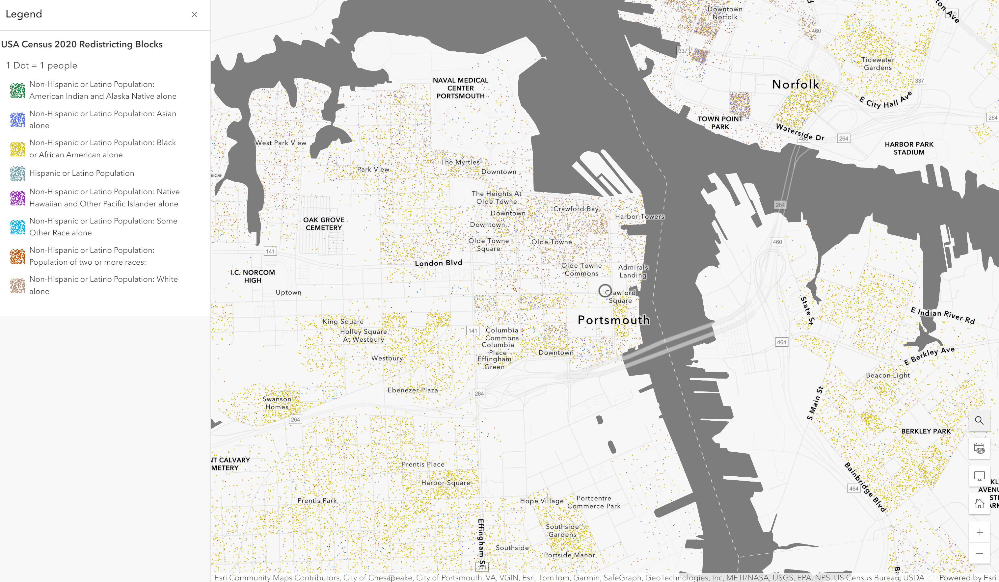 Legend
USA Census 2020 Redistricting Blocks
1 Dot = 1 people
Non-Hispanic or Latino Population:
American Indian and Alaska Native alone
Non-Hispanic or Latino Population: Asian
alone
Non-Hispanic or Latino Population: Black
or African American alone
Hispanic or Latino Population
Non-Hispanic or Latino Population: Native
Hawaiian and Other Pacific Islander alone
Non-Hispanic or Latino Population: Some
Other Race alone
Non-Hispanic or Latino Population:
Population of two or more races:
Non-Hispanic or Latino Population: White
alone
Downtown
Norfolk
460
337
Tidewater
Gardens
NAVAL MEDICAL
CENTER
PORTSMOUTH
Norfolk
337
E City Hall Ave
264
TOWN POINT
PARK
Waterside Dr
460
264
HARBOR PARK
STADIUM
West Park View
The Myrtles
Park View
Downtown
ace
The Heights At
Olde Towne
Crawford Bay
Downtown
Harbor Towers
264
OAK GROVE
CEMETERY
Downtown
Olde Towne
Square
Olde Towne
460
141
London Blvd
I.C. NORCOM
HIGH
Olde Towne
Commons
Admirals
Landing
Uptown
Crawford
Square
State St
E Indian River Rd
King Square
Portsmouth
Holley Square
At Westbury
141
Columbia
Commons
Columbia
Place
464
Downtown
E Berkley Ave
Westbury
Effingham
Green
Beacon Light
Ebenezer Plaza
264
Swanson
Homes
S Main St
264
BERKLEY PARK
NT CALVARY
METERY
Prentis Place
Harbor Square
Bainbridge Blvd
464
KL
AVENU
ST
ARK
Prentis Park
Hope Village
Portcentre
Commerce Park
Effingham St
Southside
Gardens
Southside
Portside Manor
B
Esri Community Maps Contributors, City of Chesapeake, City of Portsmouth, VA, VGIN, Esri, TomTom, Garmin, SafeGraph, GeoTechnologies, Inc, METI/NASA, USGS, EPA, NPS, US Census Bureau, USDA... Powered by Esri